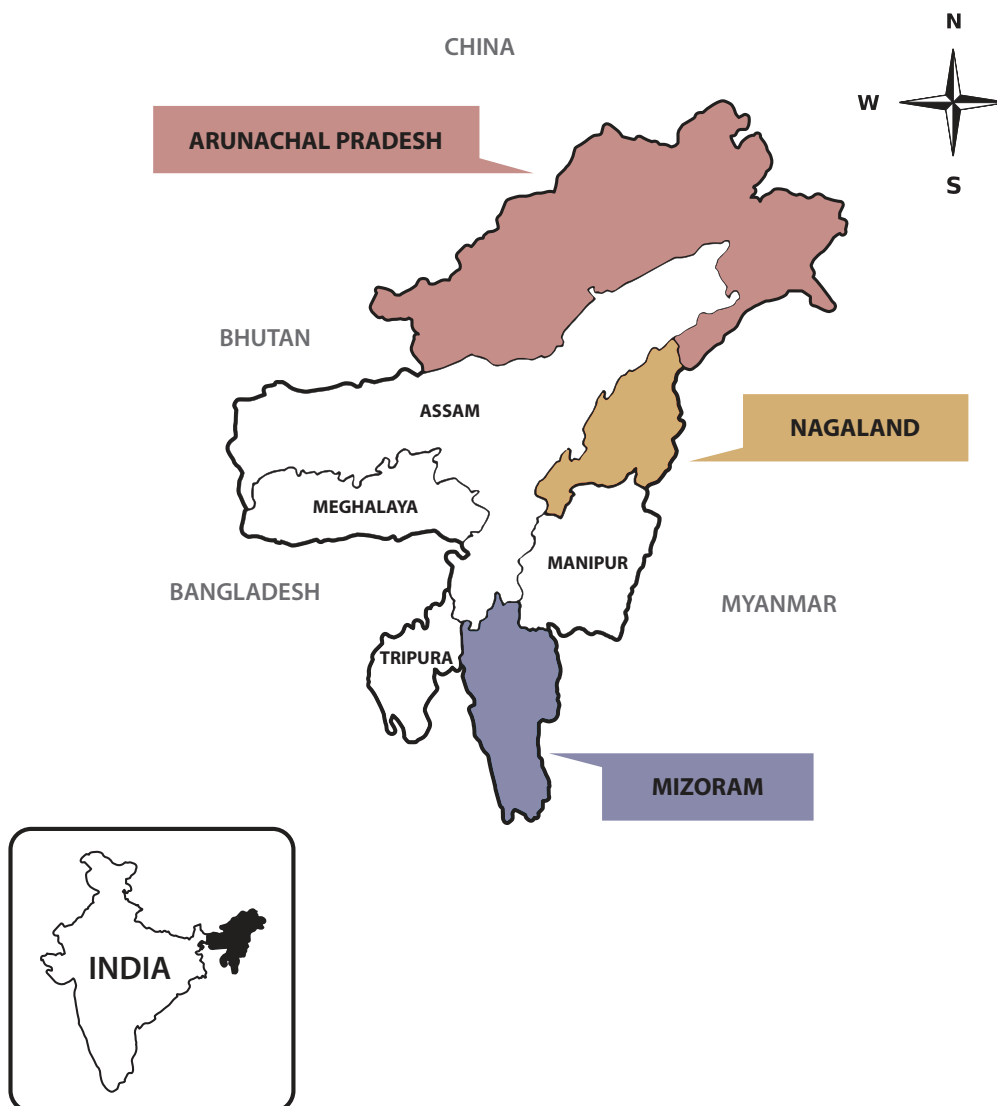 CHINA
N
W
S
ARUNACHAL PRADESH
BHUTAN
ASSAM
NAGALAND
MEGHALAYA
MANIPUR
BANGLADESH
MYANMAR
TRIPURA
MIZORAM
INDIA